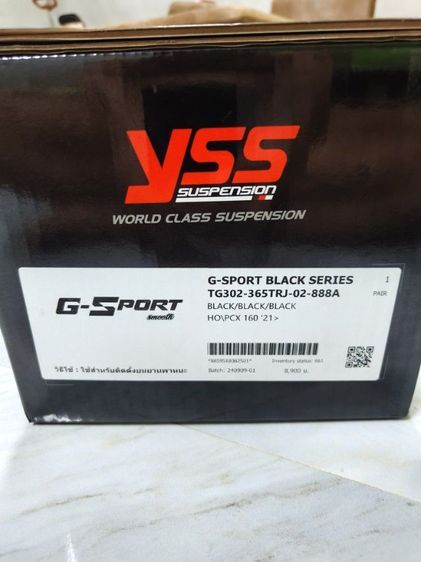 YSS
SUSPENSION
WORLD CLASS SUSPENSION
G-SPORT BLACK SERIES 1
TG302-365TRJ-02-888A PAIR
BLACK/BLACK/BLACK
HO\PCX 160 '21>
G-SPORT
smooth
Batch: 240909-01 8,900 บ.
วิธีใช้ : ใช้สำหรับติดตั้งบนยานพาหนะ